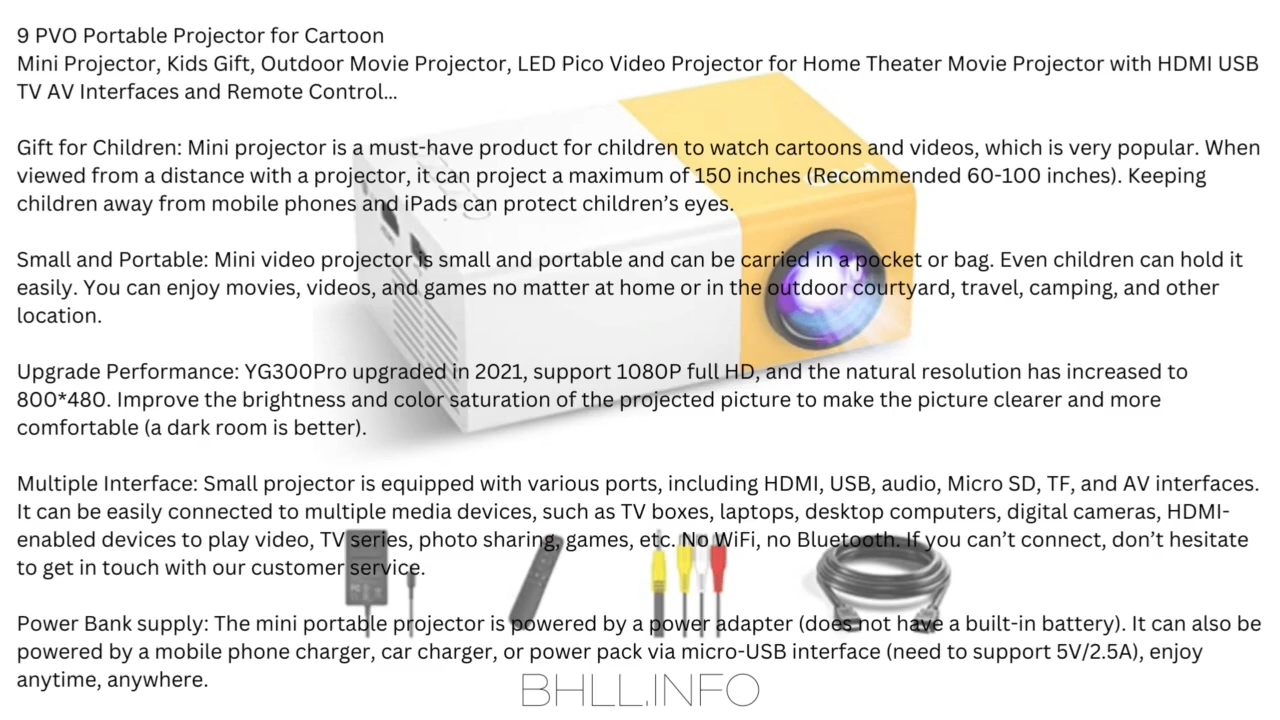 9 PVO Portable Projector for Cartoon
Mini Projector, Kids Gift, Outdoor Movie Projector, LED Pico Video Projector for Home Theater Movie Projector with HDMI USB
TV AV Interfaces and Remote Control...
Gift for Children: Mini projector is a must-have product for children to watch cartoons and videos, which is very popular. When
viewed from a distance with a projector, it can project a maximum of 150 inches (Recommended 60-100 inches). Keeping
children away from mobile phones and iPads can protect children’s eyes.
Small and Portable: Mini video projector is small and portable and can be carried in a pocket or bag. Even children can hold it
easily. You can enjoy movies, videos, and games no matter at home or in the outdoor courtyard, travel, camping, and other
location.
Upgrade Performance: YG300Pro upgraded in 2021, support 1080P full HD, and the natural resolution has increased to
800*480. Improve the brightness and color saturation of the projected picture to make the picture clearer and more
comfortable (a dark room is better).
Multiple Interface: Small projector is equipped with various ports, including HDMI, USB, audio, Micro SD, TF, and AV interfaces.
It can be easily connected to multiple media devices, such as TV boxes, laptops, desktop computers, digital cameras, HDMI-
enabled devices to play video, TV series, photo sharing, games, etc. No WiFi, no Bluetooth. If you can’t connect, don’t hesitate
to get in touch with our customer service.
Power Bank supply: The mini portable projector is powered by a power adapter (does not have a built-in battery). It can also be
powered by a mobile phone charger, car charger, or power pack via micro-USB interface (need to support 5V/2.5A), enjoy
anytime, anywhere.
BHLL.INFO